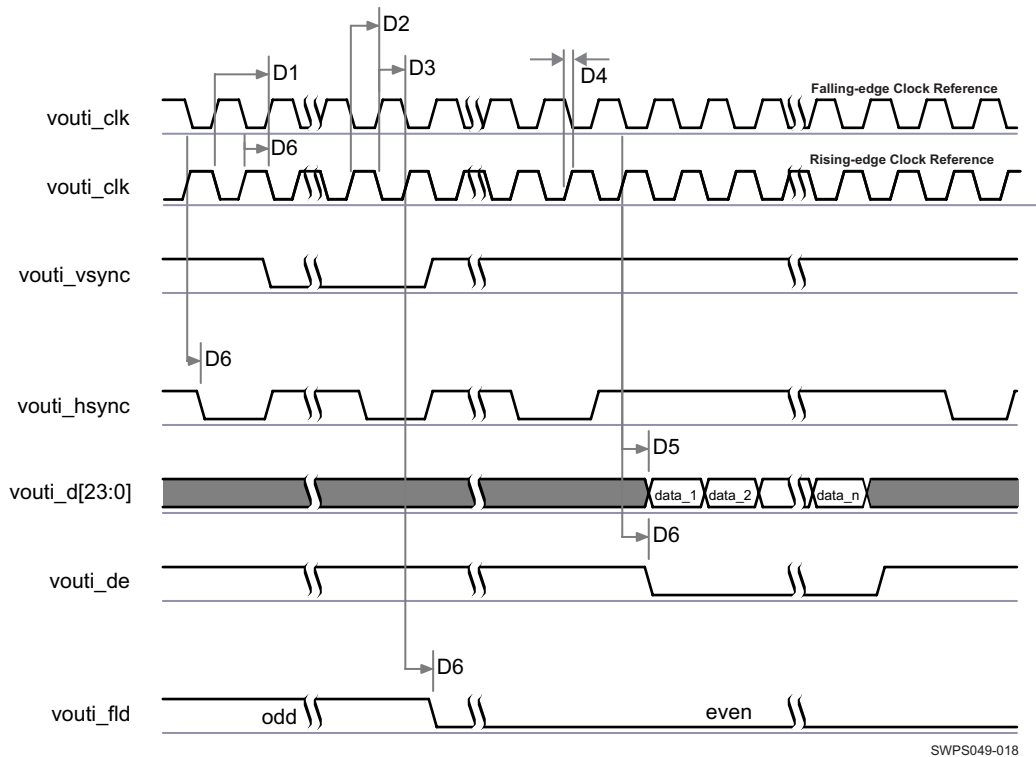 D2
D3
D1
D4
Falling-edge Clock Reference
vouti_clk
D6
Rising-edge Clock Reference
vouti_clk
vouti_vsync
D6
vouti_hsync
D5
vouti_d[23:0]
data_1 data_2 data_n
D6
vouti_de
D6
vouti_fld
odd
even
SWPS049-018